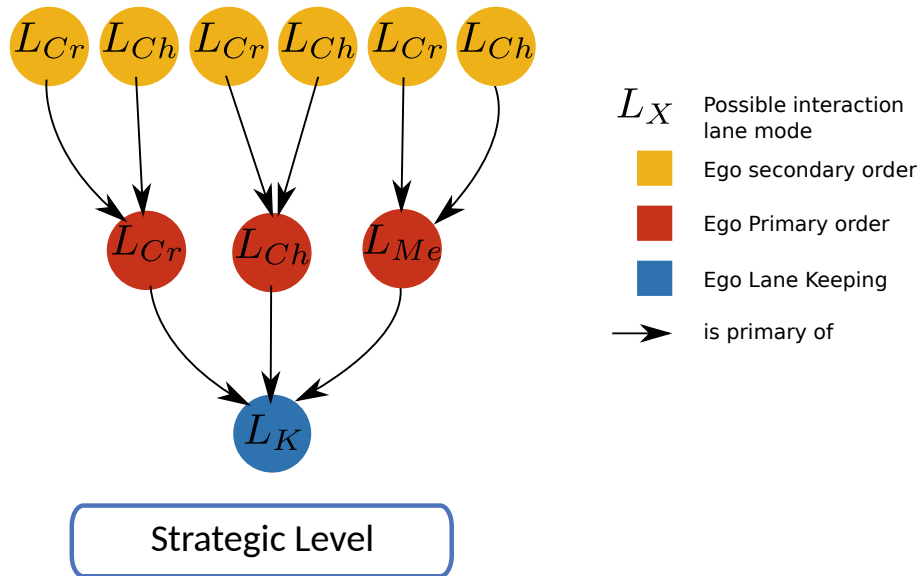 L_Cr L_Ch L_Cr L_Ch L_Cr L_Ch
L_Cr L_Ch L_Me
L_K
Strategic Level
L_X Possible interaction
lane mode
Ego secondary order
Ego Primary order
Ego Lane Keeping
is primary of